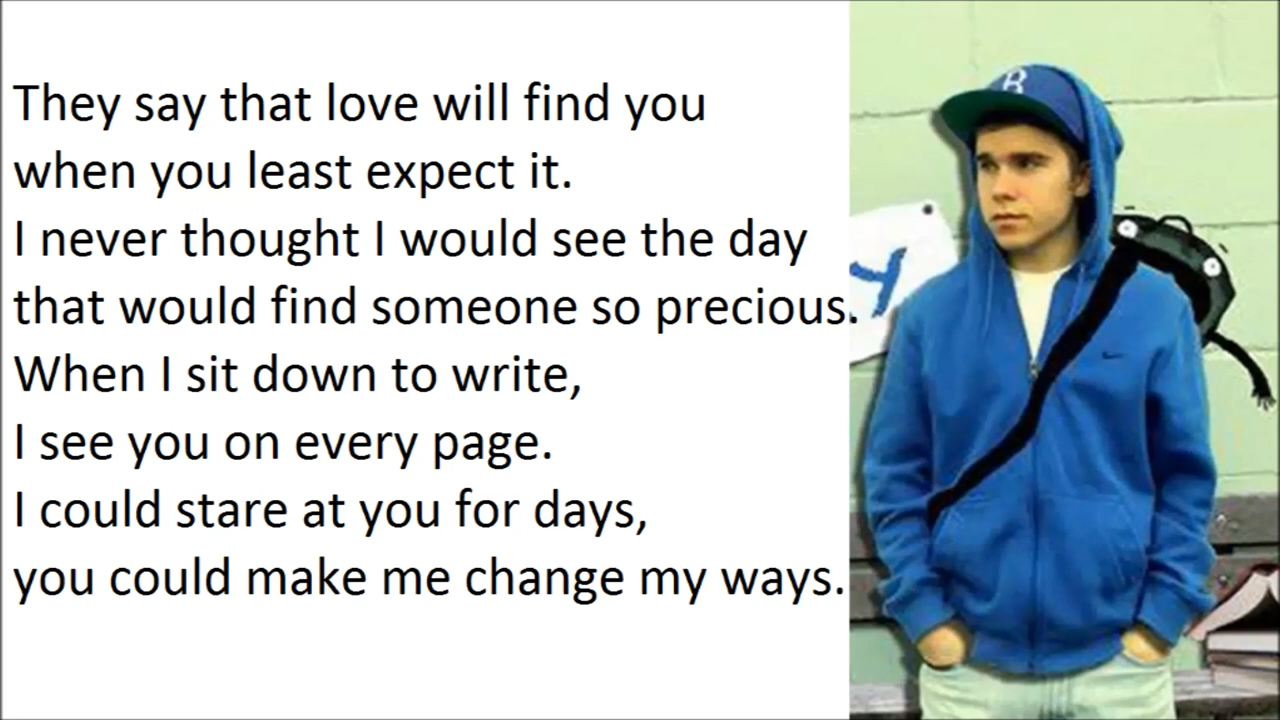 They say that love will find you
when you least expect it.
I never thought I would see the day
that would find someone so precious.
When I sit down to write,
I see you on every page.
I could stare at you for days,
you could make me change my ways.
B
Y